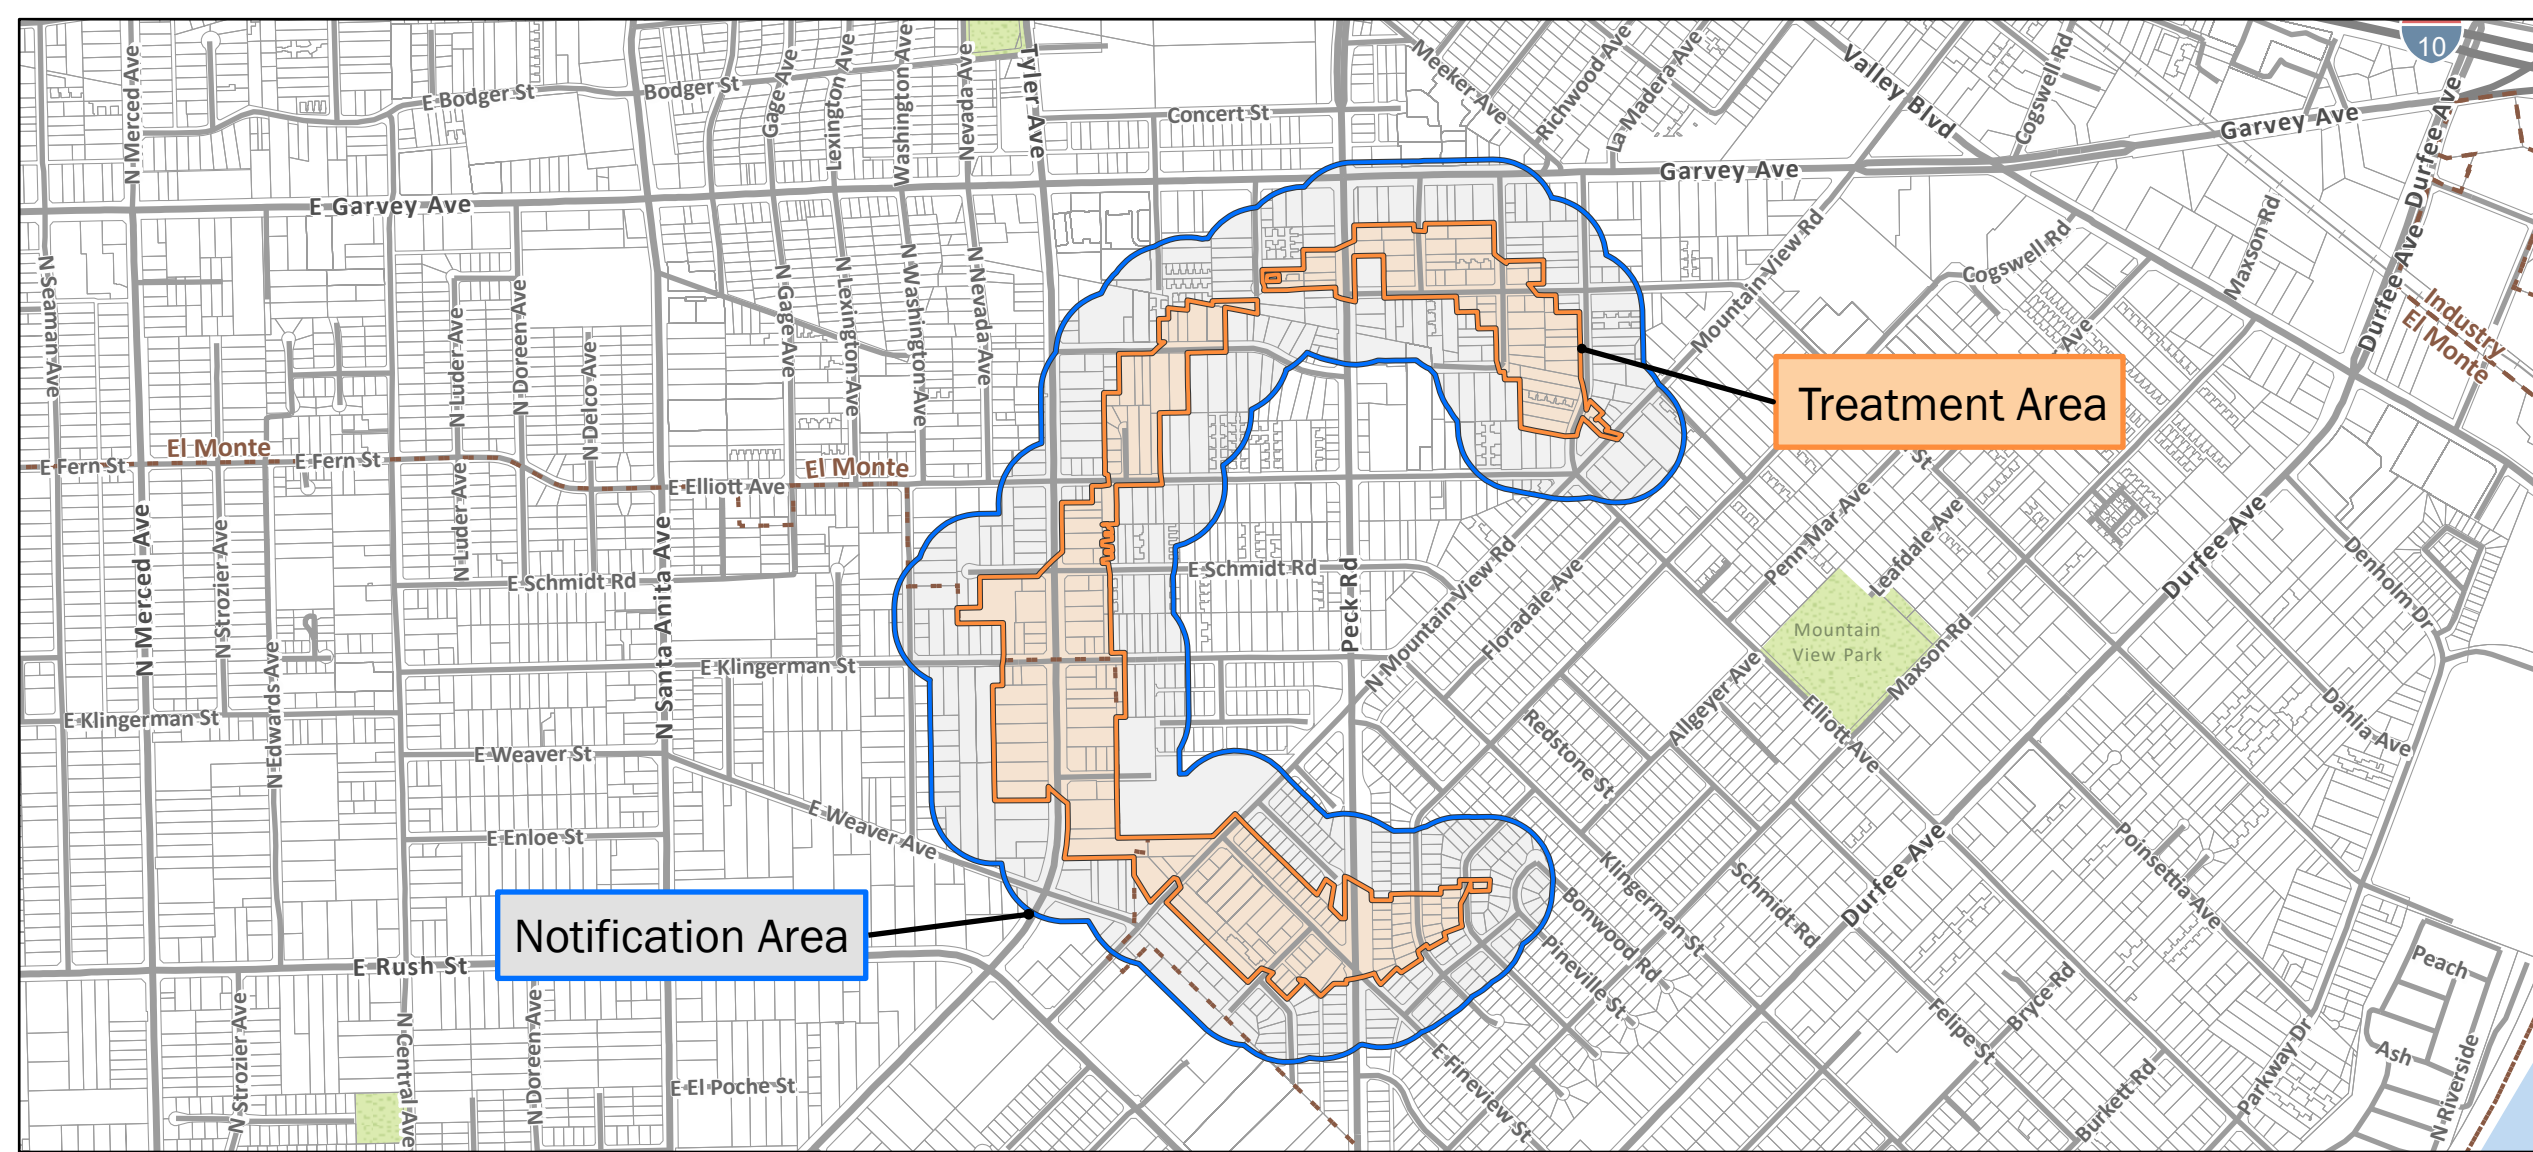 10
N Merced Ave
E Bodger St
Bodger St
Gage Ave
Lexington Ave
Washington Ave
Nevada Ave
Tyler Ave
Concert St
Meeker Ave
Richwood Ave
La Madera Ave
Valley Blvd
Cogswell Rd
Garvey Ave
Durfee Ave
Durfee Ave
E Garvey Ave
Garvey Ave
N Seaman Ave
N Luder Ave
N Doreen Ave
N Delco Ave
N Gage Ave
N Lexington Ave
N Washington Ave
N Nevada Ave
Mountain View Rd
Cogswell Rd
Maxson Rd
Durfee Ave
Durfee Ave
Industry
El Monte
Ave
Treatment Area
El Monte
E Fern St
E Fern St
El Monte
E Elliott Ave
St
N Merced Ave
N Strozier Ave
N Luder Ave
N Santa Anita Ave
E Schmidt Rd
E Schmidt Rd
Peck Rd
N Mountain View Rd
Floradale Ave
Penn Mar Ave
Leafdale Ave
Durfee Ave
Denholm Dr
Mountain
View Park
Maxson Rd
E Klingerman St
E Klingerman St
N Edwards Ave
E Weaver St
E Weaver Ave
E Enloe St
Redstone St
Allgeyer Ave
Elliott Ave
Dahlia Ave
Notification Area
Klingerman St
Schmidt Rd
Durfee Ave
Poinsettia Ave
Bonwood Rd
Pineville St
E Rush St
N Strozier Ave
N Central Ave
N Doreen Ave
E El Poche St
E Fineview St
Felipe St
Bryce Rd
Burkett Rd
Parkway Dr
Peach
Ash
N Riverside